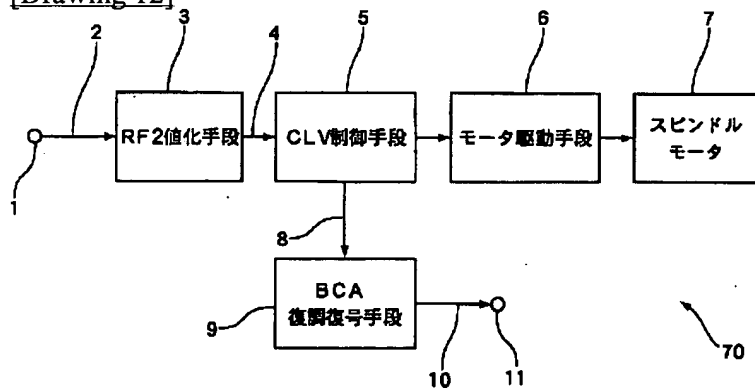 [Drawing 12]
3
5
6
7
2
4
RF2値化手段
CLV制御手段
モータ駆動手段
スピンドル
モータ
1
8
BCA
復調復号手段
9
10
11
70